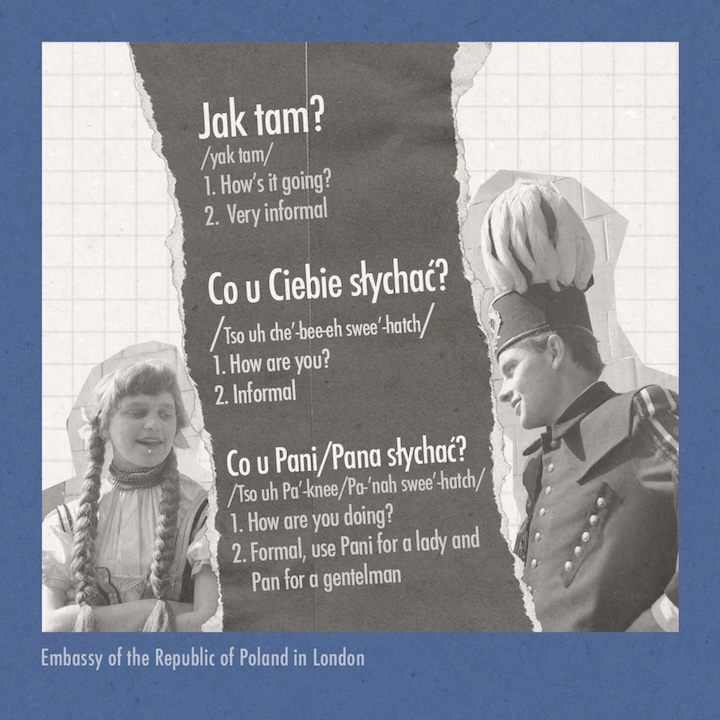 Jak tam?
/yak tam/
1. How's it going?
2. Very informal
Co u Ciebie słychać?
/Tso uh che'-bee-eh swee'-hatch/
1. How are you?
2. Informal
Co u Pani/Pana słychać?
/Tso uh Pa'-knee/Pa-'nah swee'-hatch/
1. How are you doing?
2. Formal, use Pani for a lady and
Pan for a gentelman
Embassy of the Republic of Poland in London